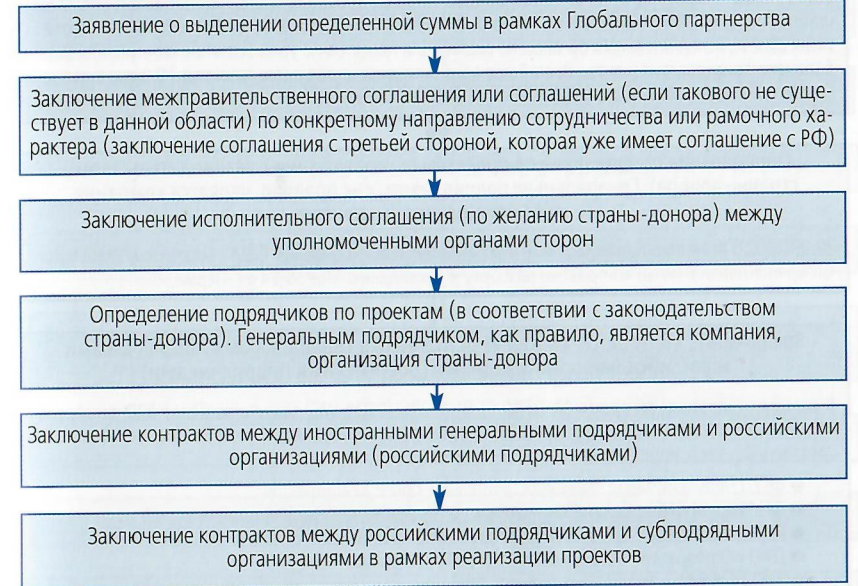 Заявление о выделении определенной суммы в рамках Глобального партнерства
Заключение межправительственного соглашения или соглашений (если такового не суще-
ствует в данной области) по конкретному направлению сотрудничества или рамочного ха-
рактера (заключение соглашения с третьей стороной, которая уже имеет соглашение с РФ)
Заключение исполнительного соглашения (по желанию страны-донора) между
уполномоченными органами сторон
Определение подрядчиков по проектам (в соответствии с законодательством
страны-донора). Генеральным подрядчиком, как правило, является компания,
организация страны-донора
Заключение контрактов между иностранными генеральными подрядчиками и российскими
организациями (российскими подрядчиками)
Заключение контрактов между российскими подрядчиками и субподрядными
организациями в рамках реализации проектов